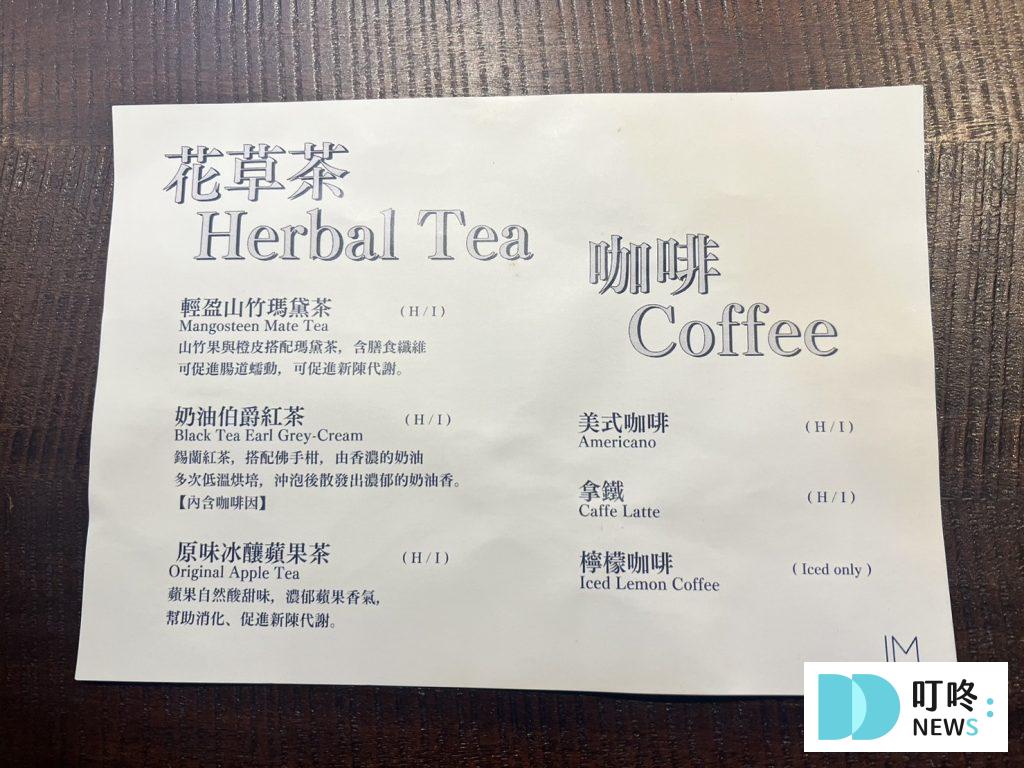 花草茶
Herbal Tea
輕盈山竹瑪黛茶 (H/I)
Mangosteen Mate Tea
山竹果與橙皮搭配瑪黛茶，含膳食纖維
可促進腸道蠕動，可促進新陳代謝。
奶油伯爵紅茶 (H/I)
Black Tea Earl Grey-Cream
錫蘭紅茶，搭配佛手柑，由香濃的奶油
多次低溫烘培，沖泡後散發出濃郁的奶油香。
【內含咖啡因】
原味冰釀蘋果茶 (H/I)
Original Apple Tea
蘋果自然酸甜味，濃郁蘋果香氣，
幫助消化、促進新陳代謝。
咖啡
Coffee
美式咖啡 (H/I)
Americano
拿鐵 (H/I)
Caffe Latte
檸檬咖啡 (Iced only)
Iced Lemon Coffee
IM
叮咚:
NEWS